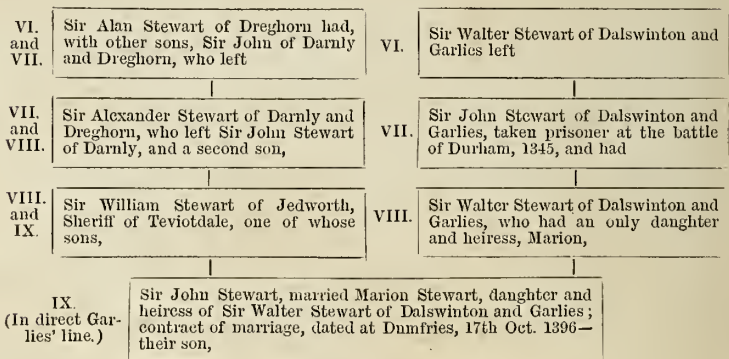 VI.
and
VII.
Sir Alan Stewart of Dreghorn had,
with other sons, Sir John of Darnly
and Dreghorn, who left
VI.
Sir Walter Stewart of Dalswinton and
Garlies left
VII.
and
VIII.
Sir Alexander Stewart of Darnly and
Dreghorn, who left Sir John Stewart
of Darnly, and a second son,
VII.
Sir John Stewart of Dalswinton and
Garlies, taken prisoner at the battle
of Durham, 1345, and had
VIII.
and
IX.
Sir William Stewart of Jedworth,
Sheriff of Teviotdale, one of whose
sons,
VIII.
Sir Walter Stewart of Dalswinton and
Garlies, who had an only daughter
and heiress, Marion,
IX.
(In direct Gar-
lies' line.)
Sir John Stewart, married Marion Stewart, daughter and
heiress of Sir Walter Stewart of Dalswinton and Garlies;
contract of marriage, dated at Dumfries, 17th Oct. 1396—
their son,